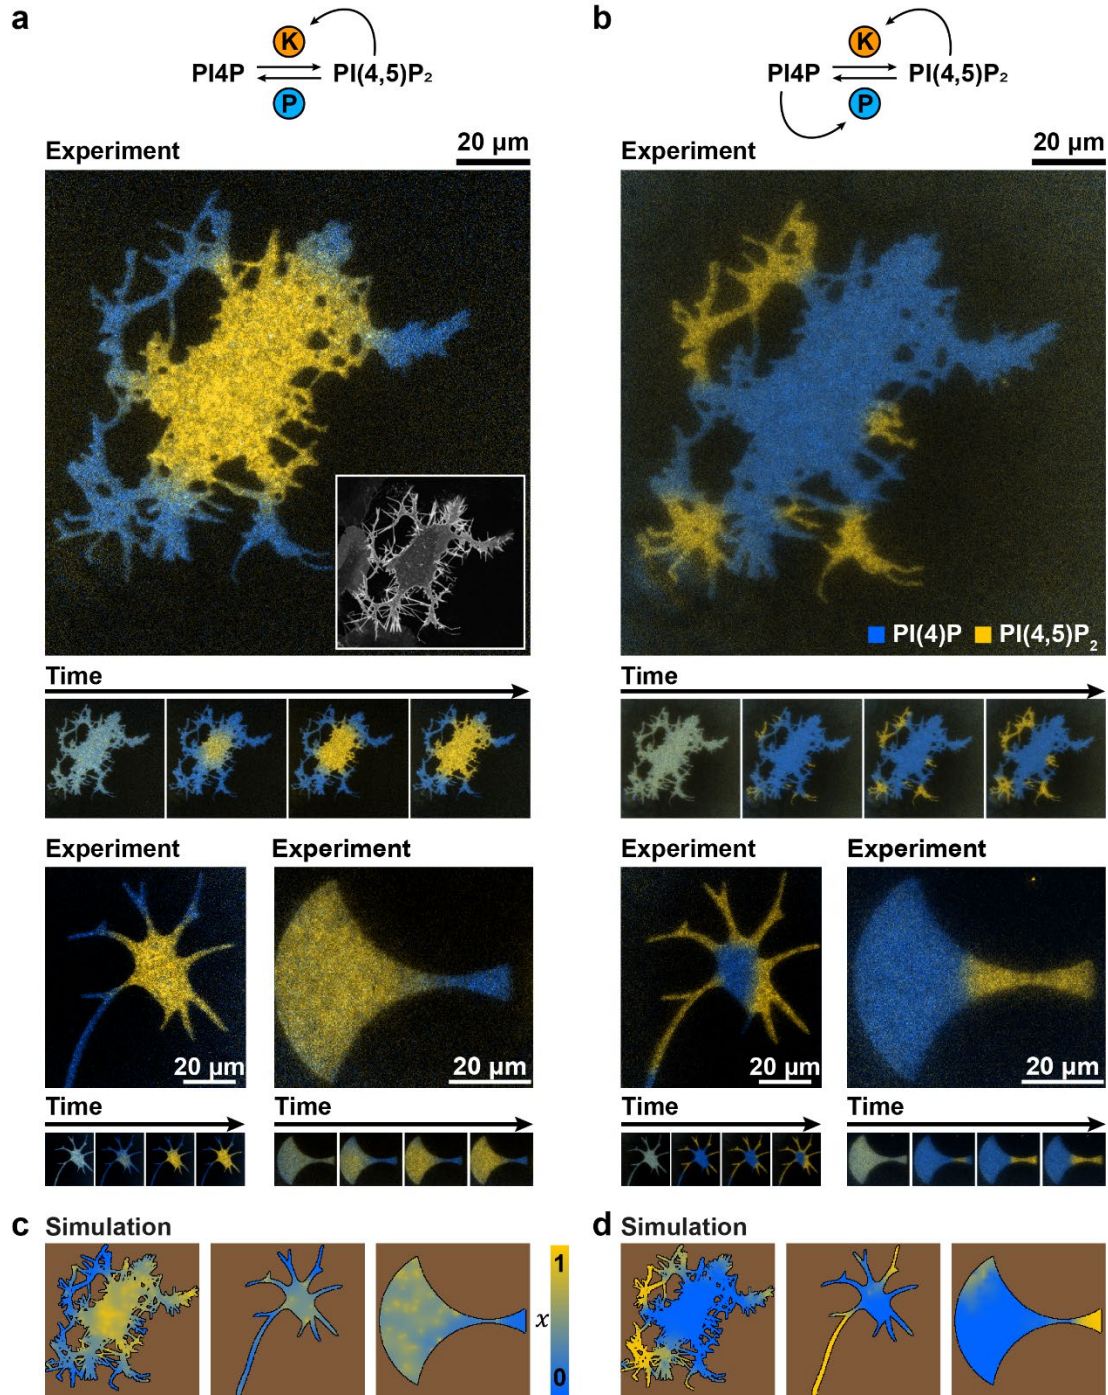 a
K
PI4P PI(4,5)P₂
P
Experiment 20 µm
Time
Experiment Experiment
20 µm 20 µm
Time Time
b
K
PI4P PI(4,5)P₂
P
Experiment 20 µm
PI(4)P PI(4,5)P₂
Time
Experiment Experiment
20 µm 20 µm
Time Time
c Simulation
1
x
0
d Simulation